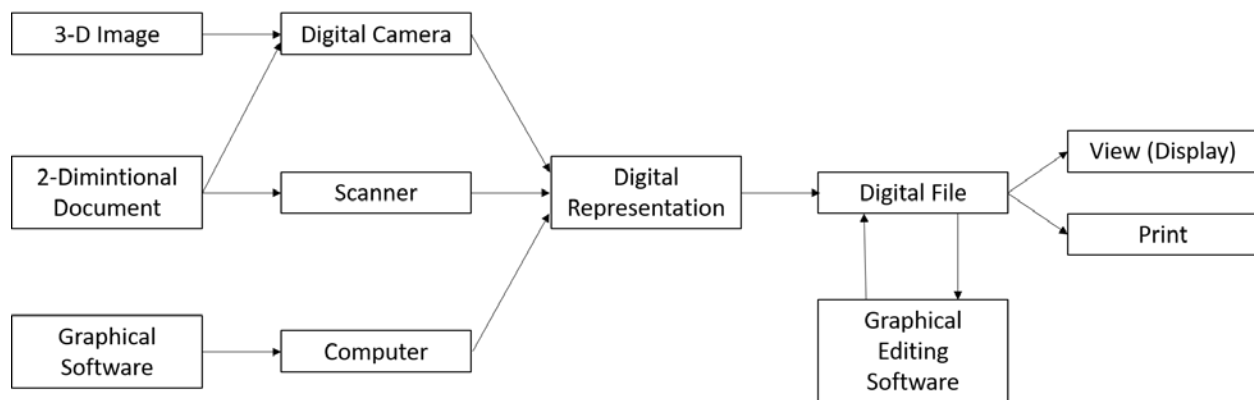 3-D Image
Digital Camera
2-Dimintional
Document
Scanner
Digital
Representation
Digital File
View (Display)
Print
Graphical
Software
Computer
Graphical
Editing
Software